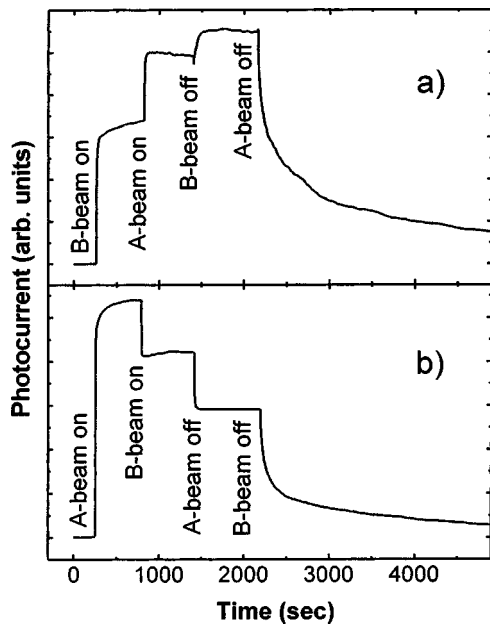 a)
B-beam on
A-beam on
B-beam off
A-beam off
b)
A-beam on
B-beam on
A-beam off
B-beam off
Photocurrent (arb. units)
0 1000 2000 3000 4000
Time (sec)